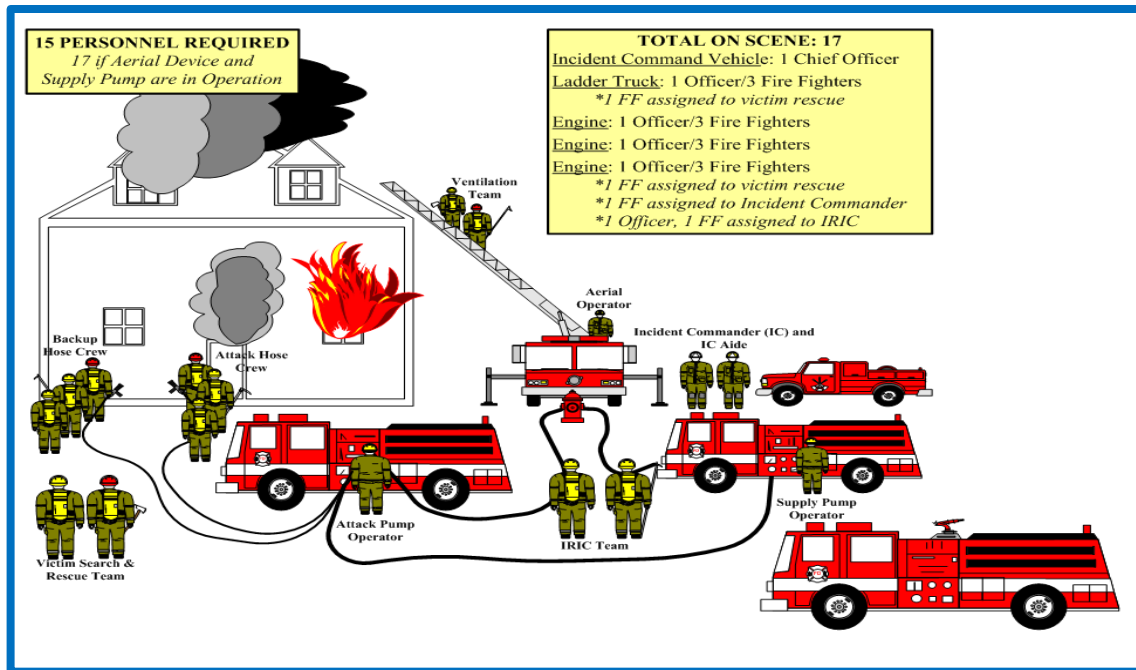 15 PERSONNEL REQUIRED
17 if Aerial Device and
Supply Pump are in Operation
TOTAL ON SCENE: 17
Incident Command Vehicle: 1 Chief Officer
Ladder Truck: 1 Officer/3 Fire Fighters
*1 FF assigned to victim rescue
Engine: 1 Officer/3 Fire Fighters
Engine: 1 Officer/3 Fire Fighters
Engine: 1 Officer/3 Fire Fighters
*1 FF assigned to victim rescue
*1 FF assigned to Incident Commander
*1 Officer, 1 FF assigned to IRIC
Ventilation
Team
Aerial
Operator
Incident Commander (IC) and
IC Aide
Backup
Hose Crew
Attack Hose
Crew
Attack Pump
Operator
IRIC Team
Supply Pump
Operator
Victim Search &
Rescue Team